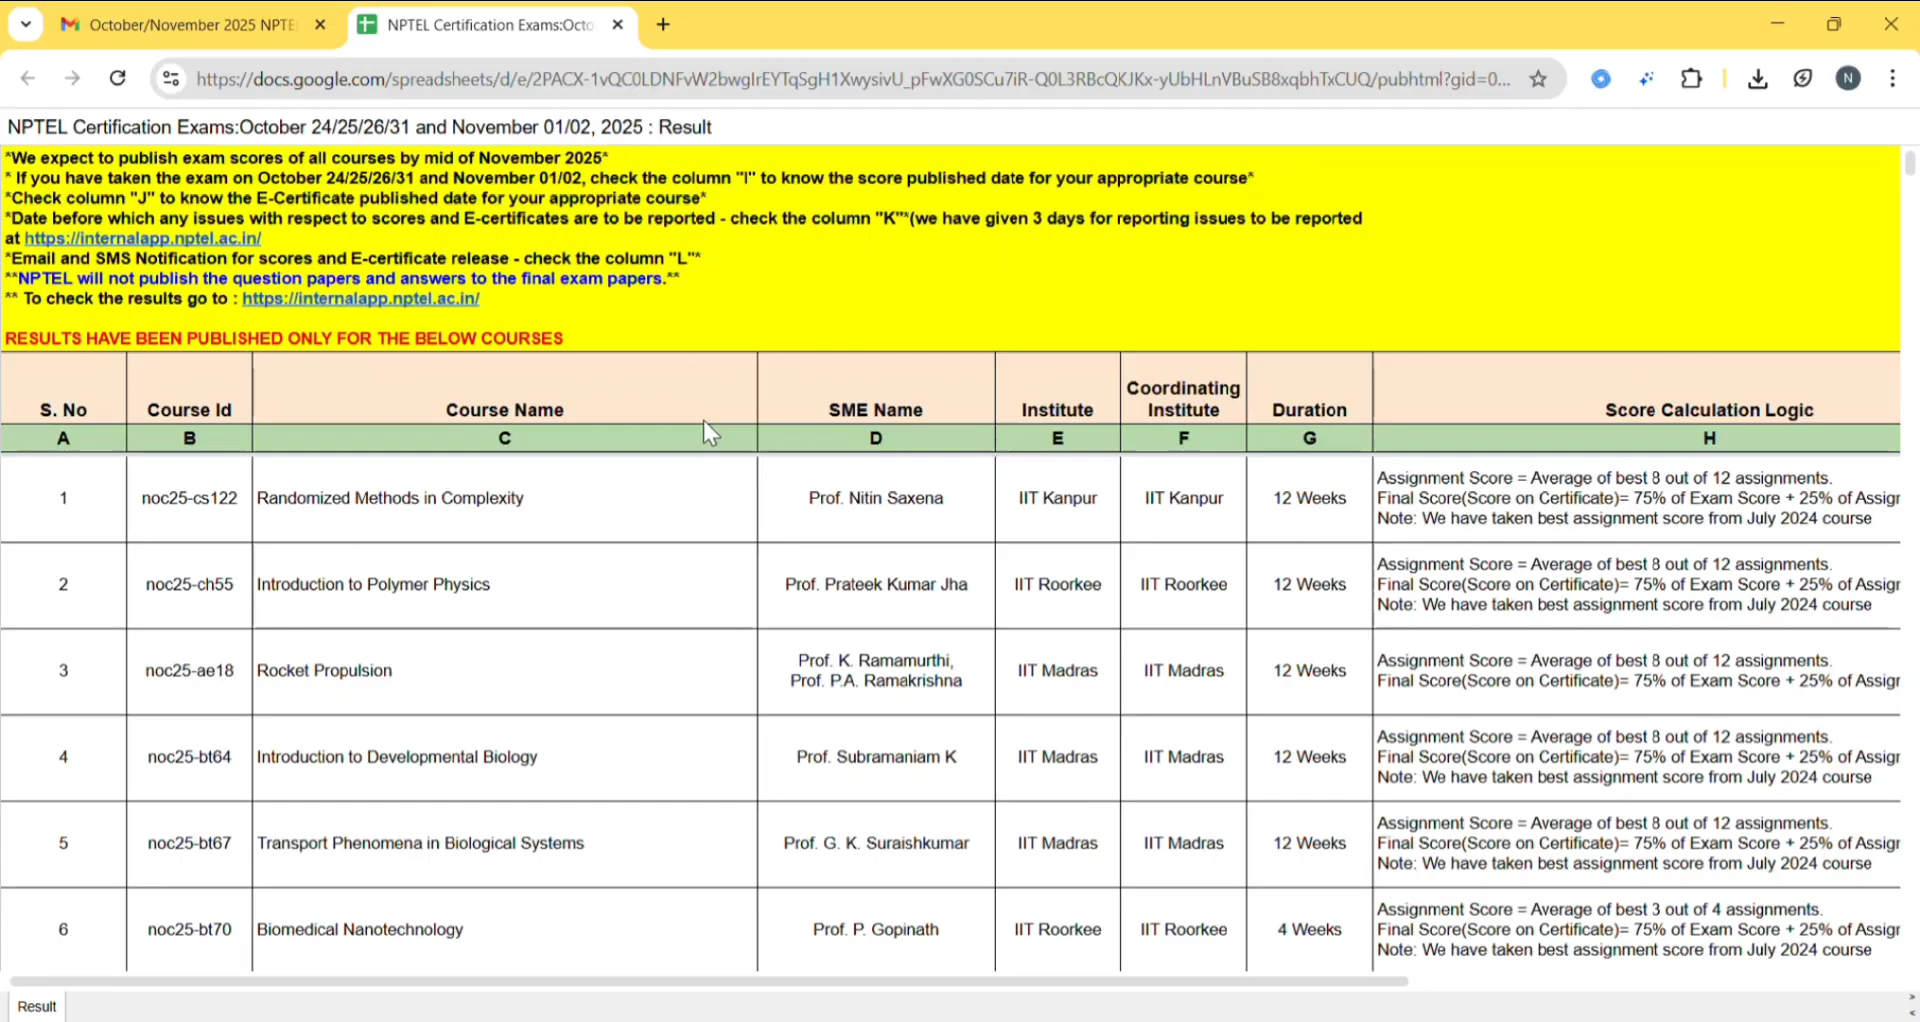 October/November 2025 NPTE
NPTEL Certification Exams:Octo
https://docs.google.com/spreadsheets/d/e/2PACX-1vQC0LDNFvW2bwgIrEYTqSgH1XwysivU_pFwXG0SCu7iR-Q0L3RBcQKJKx-yUbHLnVBuSB8xqbhTxCUQ/pubhtml?gid=0...
N
NPTEL Certification Exams:October 24/25/26/31 and November 01/02, 2025 : Result
*We expect to publish exam scores of all courses by mid of November 2025*
* If you have taken the exam on October 24/25/26/31 and November 01/02, check the column "I" to know the score published date for your appropriate course*
*Check column "J" to know the E-Certificate published date for your appropriate course*
*Date before which any issues with respect to scores and E-certificates are to be reported - check the column "K"*(we have given 3 days for reporting issues to be reported
at https://internalapp.nptel.ac.in/
*Email and SMS Notification for scores and E-certificate release - check the column "L"*
**NPTEL will not publish the question papers and answers to the final exam papers.**
** To check the results go to : https://internalapp.nptel.ac.in/
RESULTS HAVE BEEN PUBLISHED ONLY FOR THE BELOW COURSES
S. No Course Id Course Name SME Name Institute Coordinating Institute Duration Score Calculation Logic
A B C D E F G H
1 noc25-cs122 Randomized Methods in Complexity Prof. Nitin Saxena IIT Kanpur IIT Kanpur 12 Weeks Assignment Score = Average of best 8 out of 12 assignments.
Final Score(Score on Certificate)= 75% of Exam Score + 25% of Assigr
Note: We have taken best assignment score from July 2024 course
2 noc25-ch55 Introduction to Polymer Physics Prof. Prateek Kumar Jha IIT Roorkee IIT Roorkee 12 Weeks Assignment Score = Average of best 8 out of 12 assignments.
Final Score(Score on Certificate)= 75% of Exam Score + 25% of Assigr
Note: We have taken best assignment score from July 2024 course
3 noc25-ae18 Rocket Propulsion Prof. K. Ramamurthi, Prof. P.A. Ramakrishna IIT Madras IIT Madras 12 Weeks Assignment Score = Average of best 8 out of 12 assignments.
Final Score(Score on Certificate)= 75% of Exam Score + 25% of Assigr
4 noc25-bt64 Introduction to Developmental Biology Prof. Subramaniam K IIT Madras IIT Madras 12 Weeks Assignment Score = Average of best 8 out of 12 assignments.
Final Score(Score on Certificate)= 75% of Exam Score + 25% of Assigr
Note: We have taken best assignment score from July 2024 course
5 noc25-bt67 Transport Phenomena in Biological Systems Prof. G. K. Suraishkumar IIT Madras IIT Madras 12 Weeks Assignment Score = Average of best 8 out of 12 assignments.
Final Score(Score on Certificate)= 75% of Exam Score + 25% of Assigr
Note: We have taken best assignment score from July 2024 course
6 noc25-bt70 Biomedical Nanotechnology Prof. P. Gopinath IIT Roorkee IIT Roorkee 4 Weeks Assignment Score = Average of best 3 out of 4 assignments.
Final Score(Score on Certificate)= 75% of Exam Score + 25% of Assigr
Note: We have taken best assignment score from July 2024 course
Result